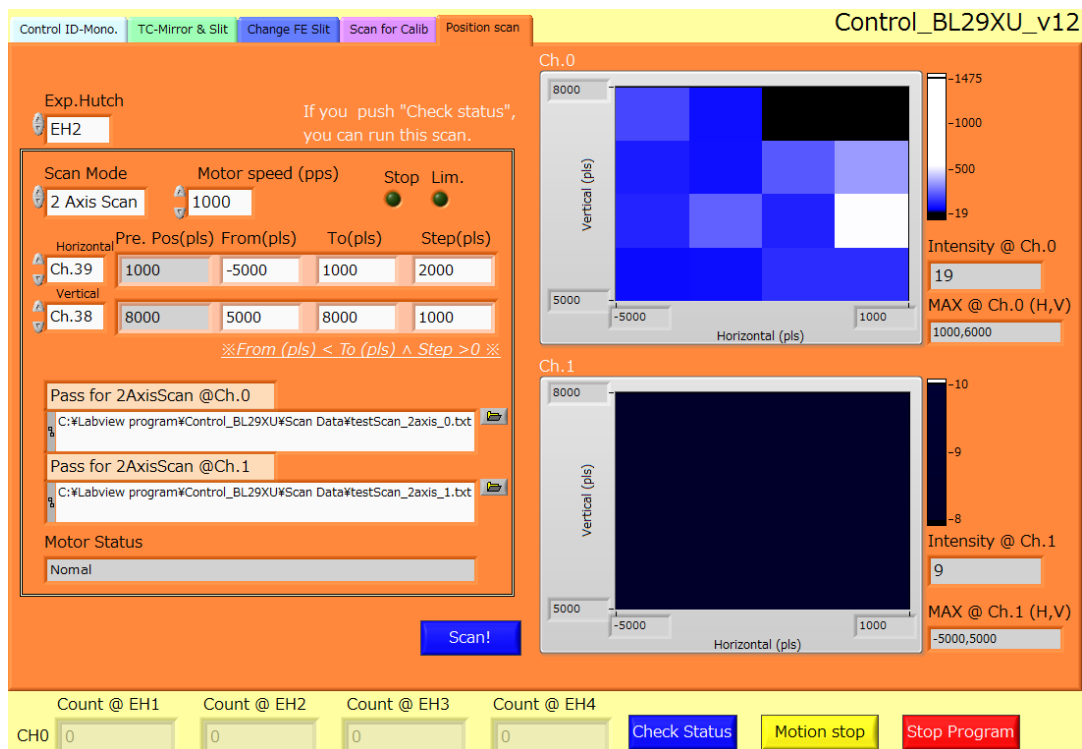 Control_BL29XU_v12
Control ID-Mono. TC-Mirror & Slit Change FE Slit Scan for Calib Position scan
Exp.Hutch
EH2
If you push "Check status",
you can run this scan.
Scan Mode Motor speed (pps) Stop Lim.
2 Axis Scan 1000
Horizontal Pre. Pos(pls) From(pls) To(pls) Step(pls)
Ch.39 1000 -5000 1000 2000
Vertical
Ch.38 8000 5000 8000 1000
※From (pls) < To (pls) ∧ Step >0 ※
Pass for 2AxisScan @Ch.0
C:¥Labview program¥Control_BL29XU¥Scan Data¥testScan_2axis_0.txt
Pass for 2AxisScan @Ch.1
C:¥Labview program¥Control_BL29XU¥Scan Data¥testScan_2axis_1.txt
Motor Status
Nomal
Scan!
Ch.0
8000
Vertical (pls)
5000
-5000 1000
Horizontal (pls)
-1475
-1000
-500
-19
Intensity @ Ch.0
19
MAX @ Ch.0 (H,V)
1000,6000
Ch.1
8000
Vertical (pls)
5000
-5000 1000
Horizontal (pls)
-10
-9
-8
Intensity @ Ch.1
9
MAX @ Ch.1 (H,V)
-5000,5000
Count @ EH1 Count @ EH2 Count @ EH3 Count @ EH4
CH0 0 0 0 0
Check Status Motion stop Stop Program